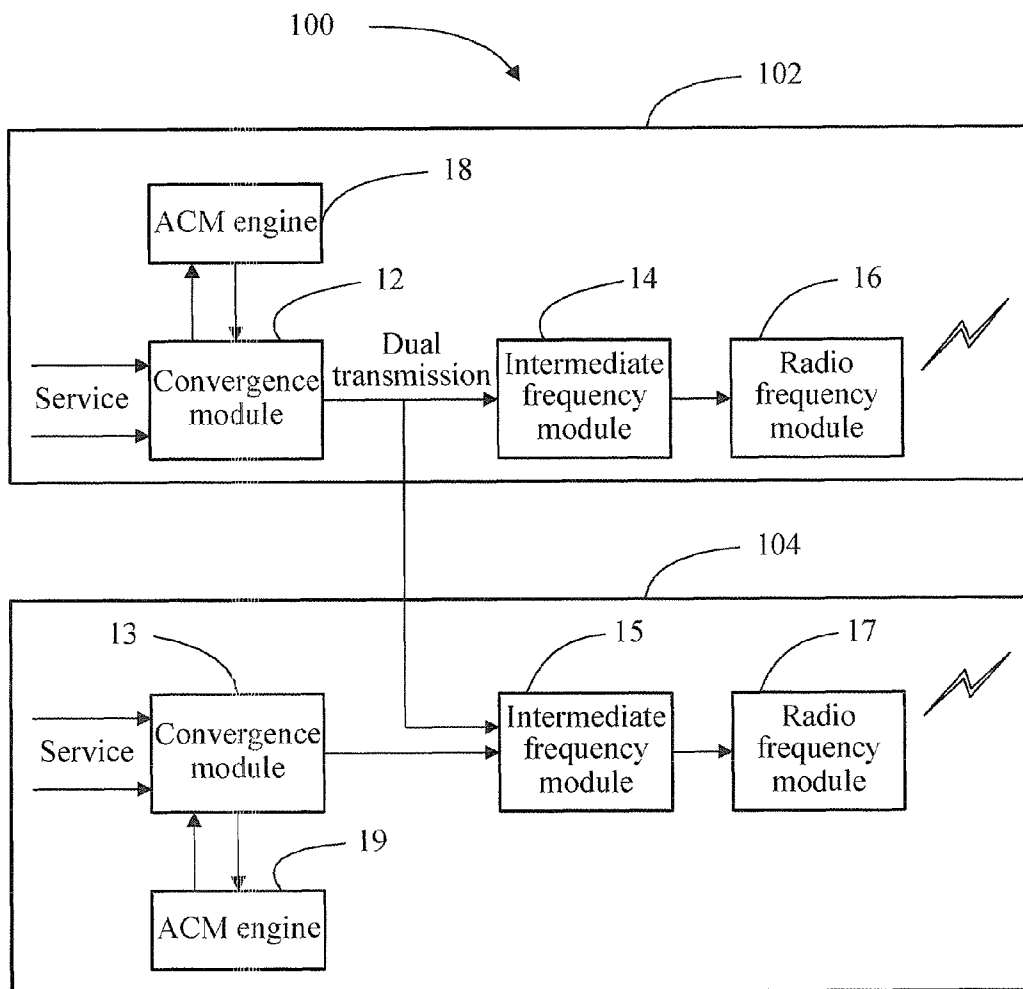 100
102
18
ACM engine
12
14
16
Dual
transmission
Service
Convergence
module
Intermediate
frequency
module
Radio
frequency
module
104
13
15
17
Service
Convergence
module
Intermediate
frequency
module
Radio
frequency
module
19
ACM engine